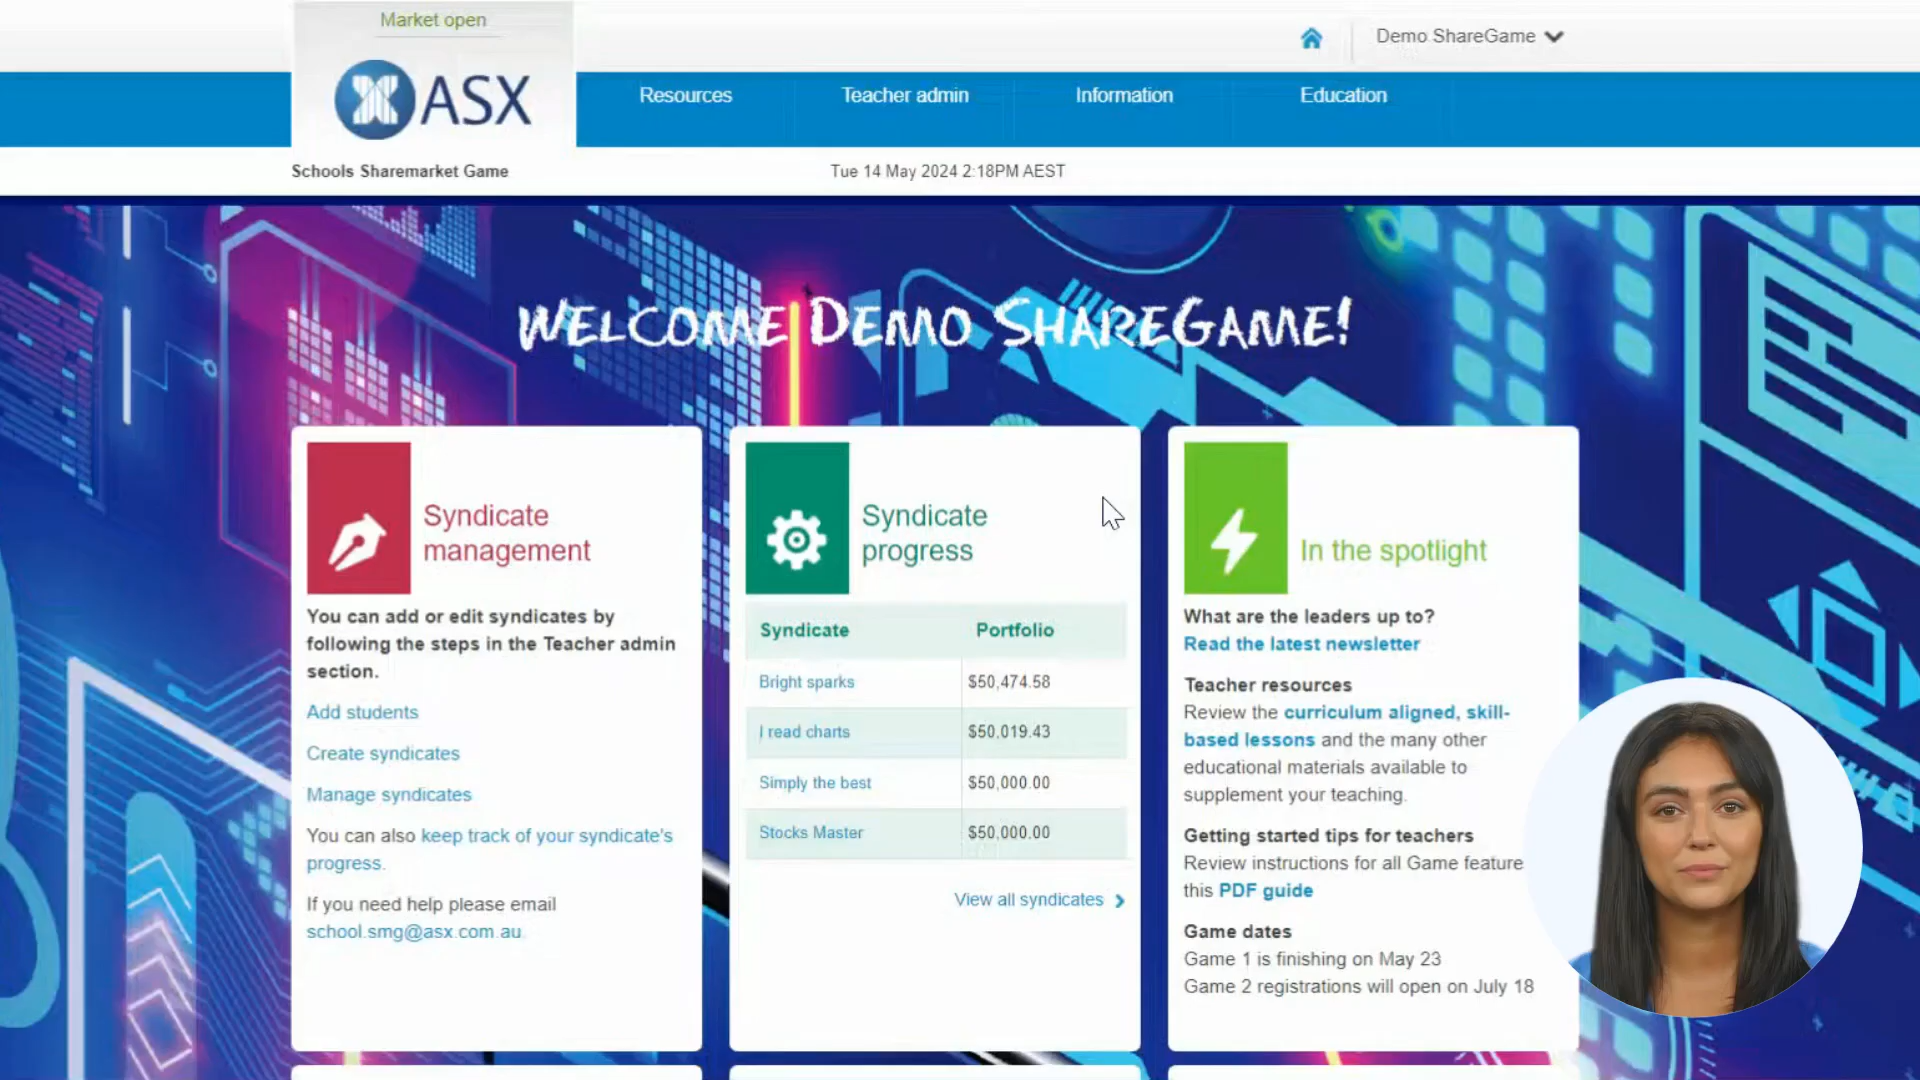 Market open
Demo ShareGame
ASX
Resources
Teacher admin
Information
Education
Schools Sharemarket Game
Tue 14 May 2024 2:18PM AEST
WELCOME DEMO SHAREGAME!
Syndicate
management
You can add or edit syndicates by
following the steps in the Teacher admin
section.
Add students
Create syndicates
Manage syndicates
You can also keep track of your syndicate's
progress.
If you need help please email
school.smg@asx.com.au
Syndicate
progress
Syndicate Portfolio
Bright sparks $50,474.58
I read charts $50,019.43
Simply the best $50,000.00
Stocks Master $50,000.00
View all syndicates
In the spotlight
What are the leaders up to?
Read the latest newsletter
Teacher resources
Review the curriculum aligned, skill-
based lessons and the many other
educational materials available to
supplement your teaching.
Getting started tips for teachers
Review instructions for all Game feature
this PDF guide
Game dates
Game 1 is finishing on May 23
Game 2 registrations will open on July 18